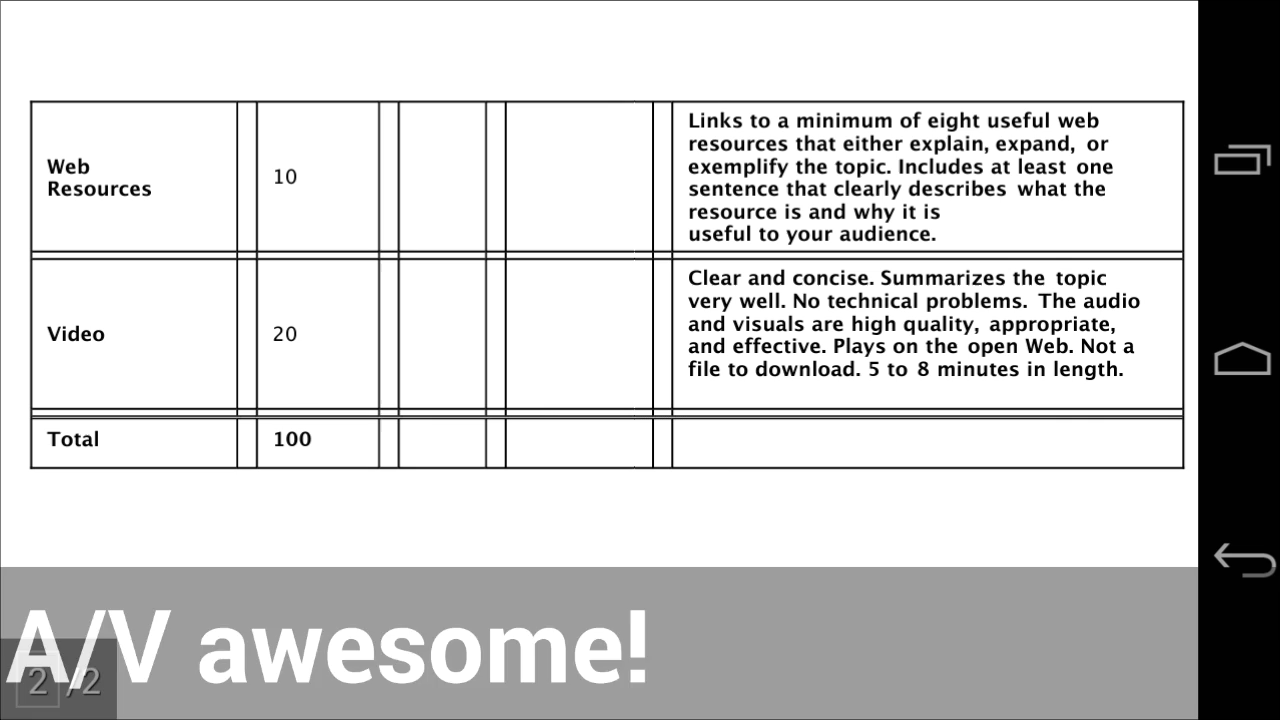 Web
Resources
10
Links to a minimum of eight useful web
resources that either explain, expand, or
exemplify the topic. Includes at least one
sentence that clearly describes what the
resource is and why it is
useful to your audience.
Video
20
Clear and concise. Summarizes the topic
very well. No technical problems. The audio
and visuals are high quality, appropriate,
and effective. Plays on the open Web. Not a
file to download. 5 to 8 minutes in length.
Total
100
A/V awesome!
2 /2